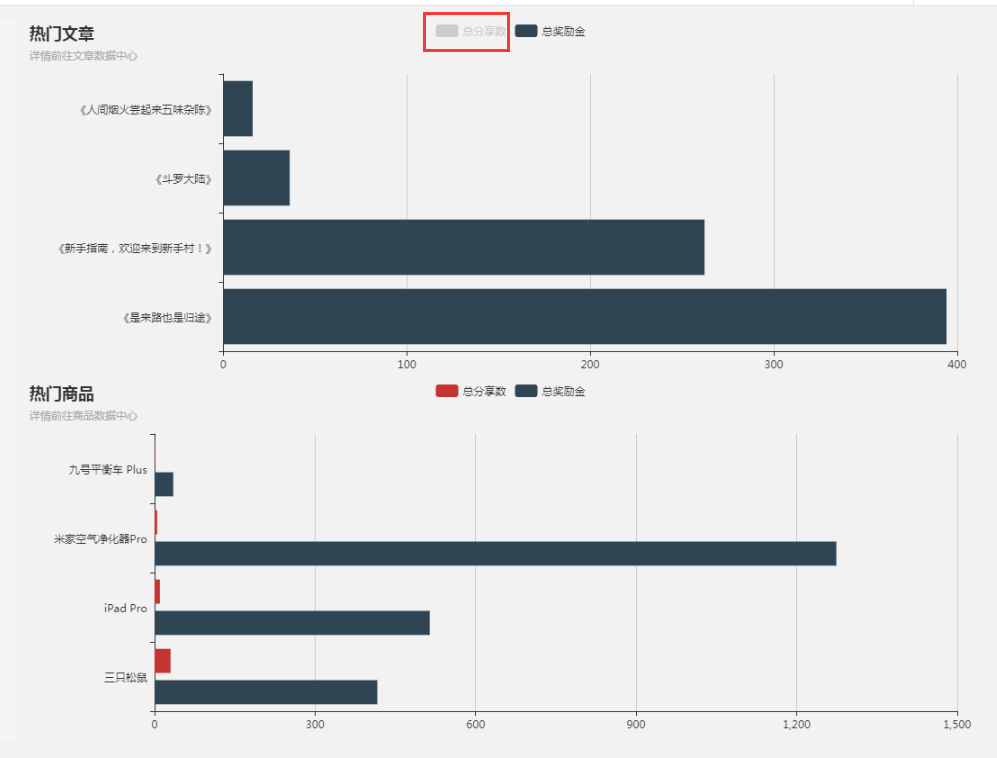 热门文章
总分享数 总奖励金
详情前往文章数据中心
《人间烟火尝起来五味杂陈》
《斗罗大陆》
《新手指南，欢迎来到新手村！》
《是来路也是归途》
0 100 200 300 400
热门商品
总分享数 总奖励金
详情前往商品数据中心
九号平衡车 Plus
米家空气净化器Pro
iPad Pro
三只松鼠
0 300 600 900 1,200 1,500